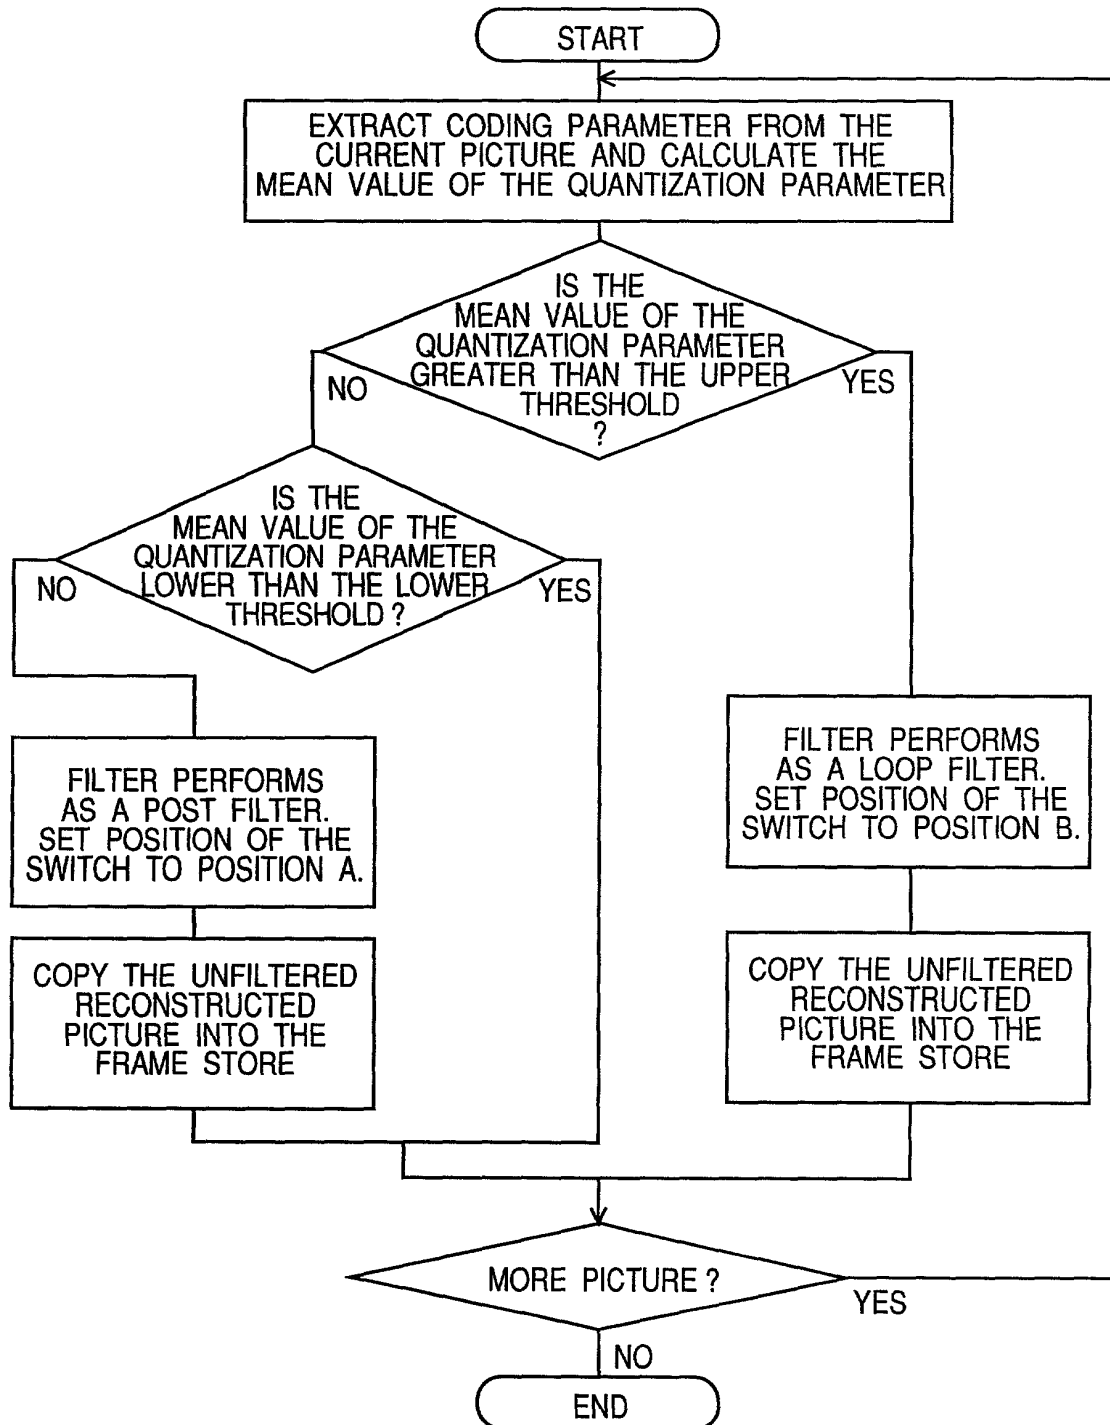 START
EXTRACT CODING PARAMETER FROM THE
CURRENT PICTURE AND CALCULATE THE
MEAN VALUE OF THE QUANTIZATION PARAMETER
IS THE
MEAN VALUE OF THE
QUANTIZATION PARAMETER
GREATER THAN THE UPPER
THRESHOLD
?
NO
YES
IS THE
MEAN VALUE OF THE
QUANTIZATION PARAMETER
LOWER THAN THE LOWER
THRESHOLD ?
NO
YES
FILTER PERFORMS
AS A POST FILTER.
SET POSITION OF THE
SWITCH TO POSITION A.
COPY THE UNFILTERED
RECONSTRUCTED
PICTURE INTO THE
FRAME STORE
FILTER PERFORMS
AS A LOOP FILTER.
SET POSITION OF THE
SWITCH TO POSITION B.
COPY THE UNFILTERED
RECONSTRUCTED
PICTURE INTO THE
FRAME STORE
MORE PICTURE ?
YES
NO
END